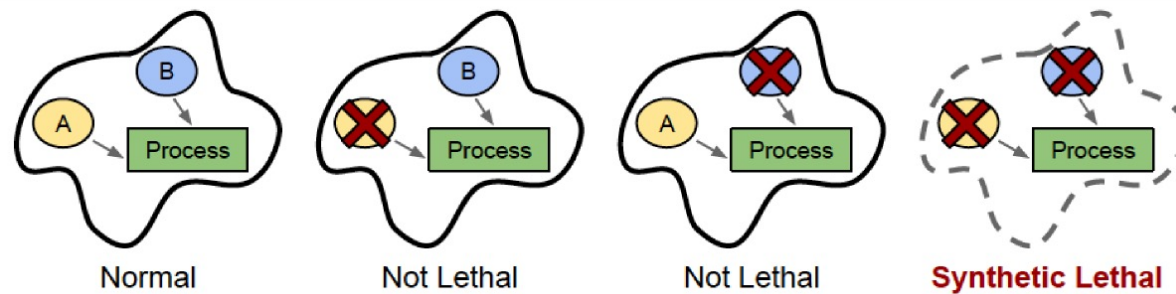 B
A
Process
Normal
B
Process
Not Lethal
A
Process
Not Lethal
Process
Synthetic Lethal